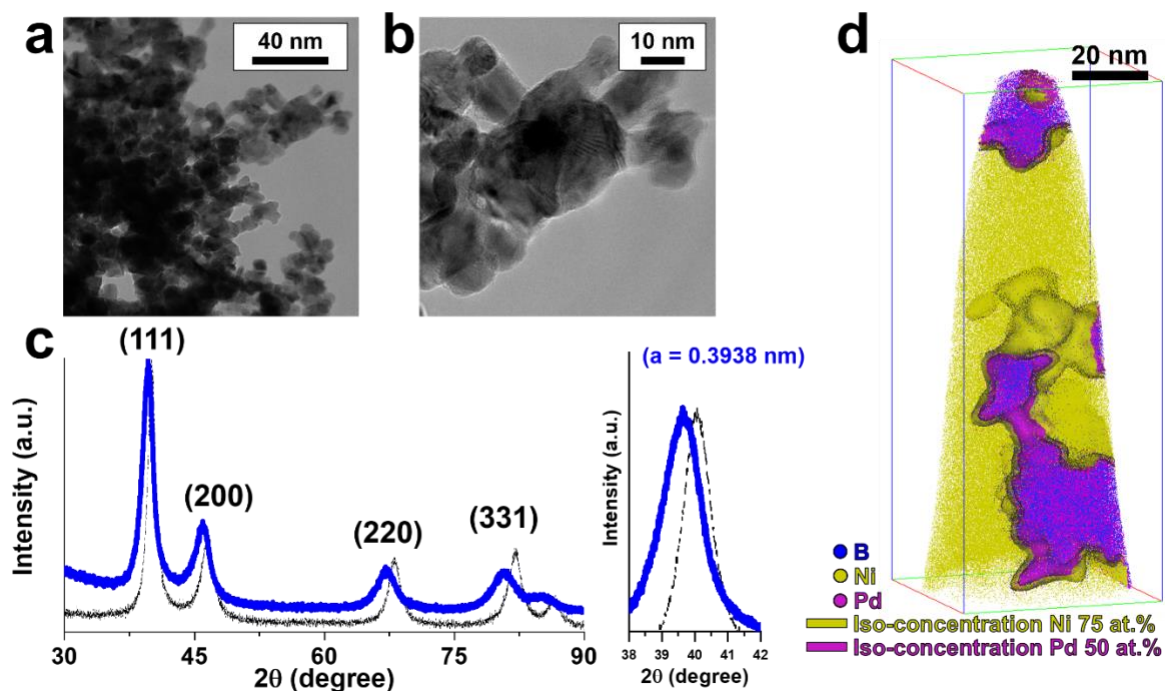 a
40 nm
b
10 nm
d
20 nm
c
(111)
(200)
(220)
(331)
Intensity (a.u.)
30
45
60
75
90
2θ (degree)
(a = 0.3938 nm)
Intensity (a.u.)
38
39
40
41
42
2θ (degree)
B
Ni
Pd
Iso-concentration Ni 75 at.%
Iso-concentration Pd 50 at.%